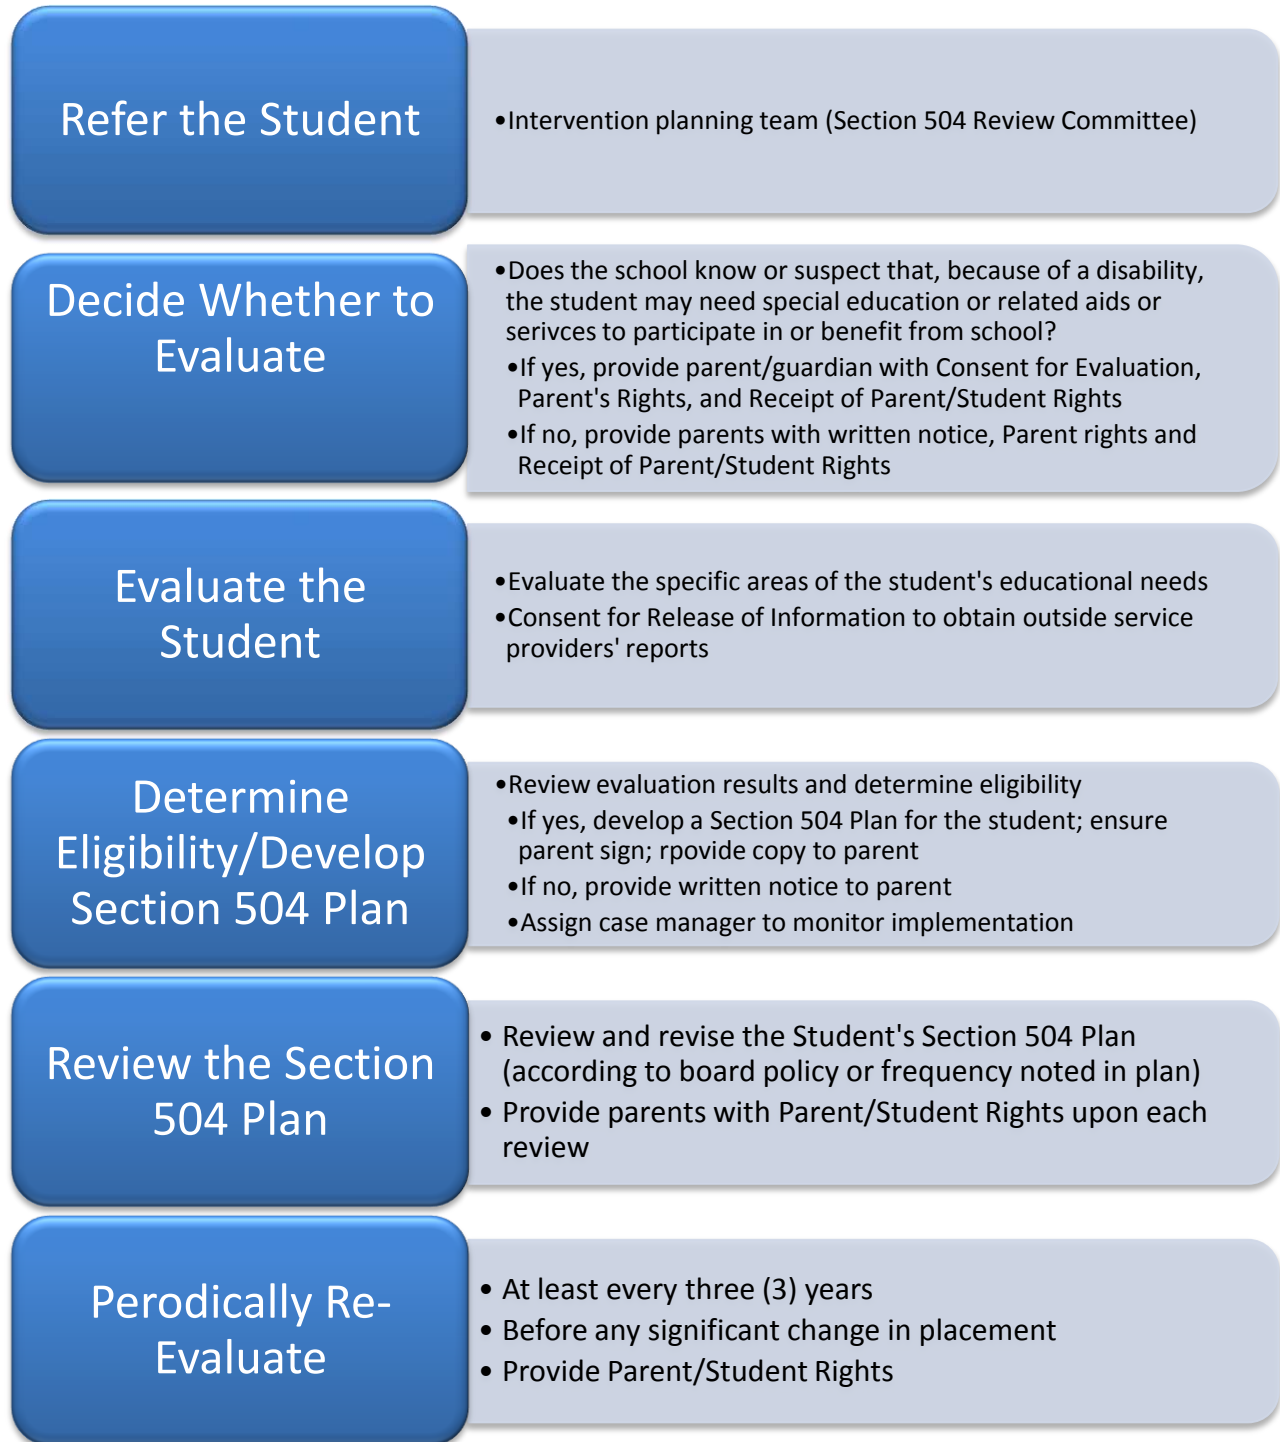 Refer the Student
•Intervention planning team (Section 504 Review Committee)
Decide Whether to
Evaluate
•Does the school know or suspect that, because of a disability,
the student may need special education or related aids or
serivces to participate in or benefit from school?
•If yes, provide parent/guardian with Consent for Evaluation,
Parent's Rights, and Receipt of Parent/Student Rights
•If no, provide parents with written notice, Parent rights and
Receipt of Parent/Student Rights
Evaluate the
Student
•Evaluate the specific areas of the student's educational needs
•Consent for Release of Information to obtain outside service
providers' reports
Determine
Eligibility/Develop
Section 504 Plan
•Review evaluation results and determine eligibility
•If yes, develop a Section 504 Plan for the student; ensure
parent sign; rpovide copy to parent
•If no, provide written notice to parent
•Assign case manager to monitor implementation
Review the Section
504 Plan
• Review and revise the Student's Section 504 Plan
(according to board policy or frequency noted in plan)
• Provide parents with Parent/Student Rights upon each
review
Perodically Re-
Evaluate
• At least every three (3) years
• Before any significant change in placement
• Provide Parent/Student Rights